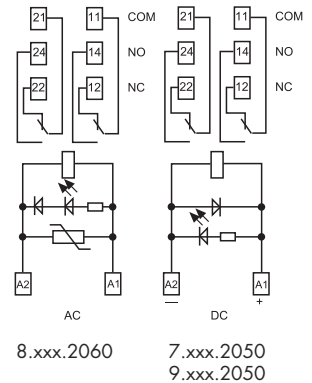 21 11 COM 21 11 COM
24 14 NO 24 14 NO
22 12 NC 22 12 NC
A2 A1 A2 A1
— +
AC DC
8.xxx.2060 7.xxx.2050
9.xxx.2050